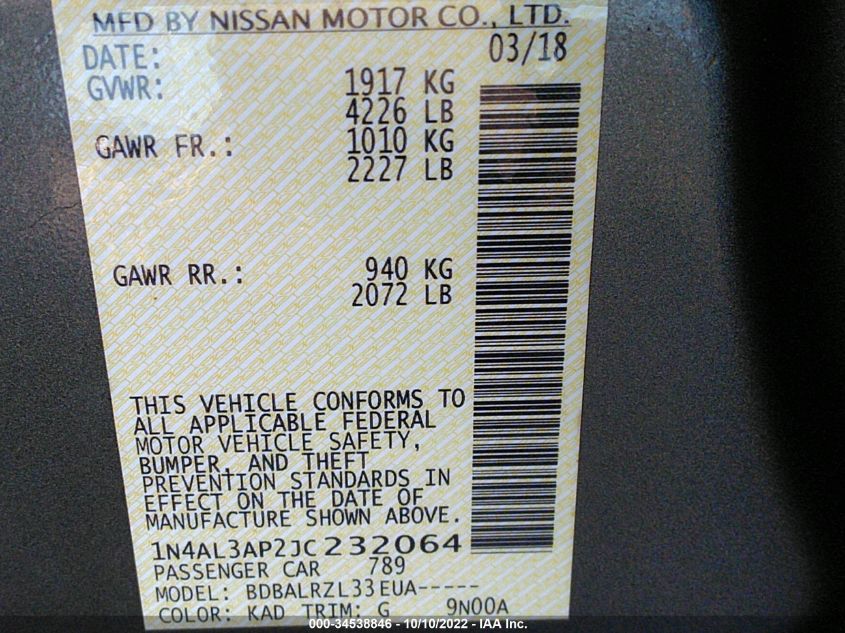 MFD BY NISSAN MOTOR CO., LTD.
DATE: 03/18
GVWR: 1917 KG
4226 LB
GAWR FR.: 1010 KG
2227 LB
GAWR RR.: 940 KG
2072 LB
THIS VEHICLE CONFORMS TO
ALL APPLICABLE FEDERAL
MOTOR VEHICLE SAFETY,
BUMPER, AND THEFT
PREVENTION STANDARDS IN
EFFECT ON THE DATE OF
MANUFACTURE SHOWN ABOVE.
1N4AL3AP2JC232064
PASSENGER CAR 789
MODEL: BDBALRZL33EUA-----
COLOR: KAD TRIM: G 9N00A
000-34538846 - 10/10/2022 - IAA Inc.